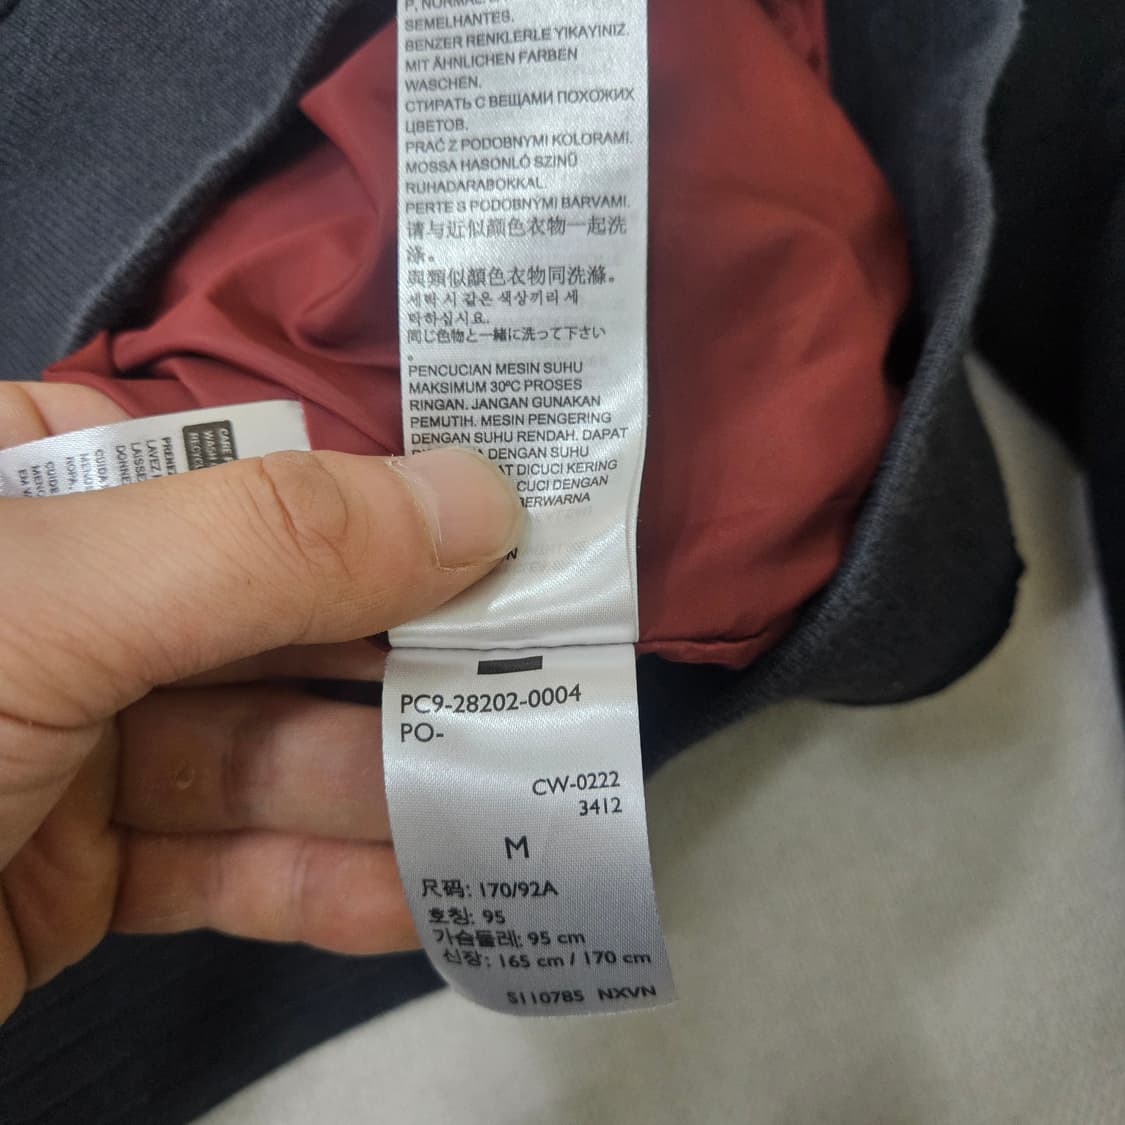 SEMELHANTES.
BENZER RENKLERLE YIKAYINIZ.
MIT ÄHNLICHEN FARBEN
WASCHEN.
СТИРАТЬ С ВЕЩАМИ ПОХОЖИХ
ЦВЕТОВ.
PRAĆ Z PODOBNYMI KOLORAMI.
MOSSA HASONLÓ SZINŰ
RUHADARABOKKAL.
PERTE S PODOBNÝMI BARVAMI.
请与近似颜色衣物一起洗
涤。
與類似顏色衣物同洗滌。
세탁 시 같은 색상끼리 세
탁하십시요.
同じ色物と一緒に洗って下さい
。
PENCUCIAN MESIN SUHU
MAKSIMUM 30ºC PROSES
RINGAN. JANGAN GUNAKAN
PEMUTIH. MESIN PENGERING
DENGAN SUHU RENDAH. DAPAT
DENGAN SUHU
DICUCI KERING
CUCI DENGAN
BERWARNA
CARE
WASH
PC9-28202-0004
PO-
CW-0222
3412
M
尺码: 170/92A
호칭: 95
가슴둘레: 95 cm
신장: 165 cm / 170 cm
S110785 NXVN